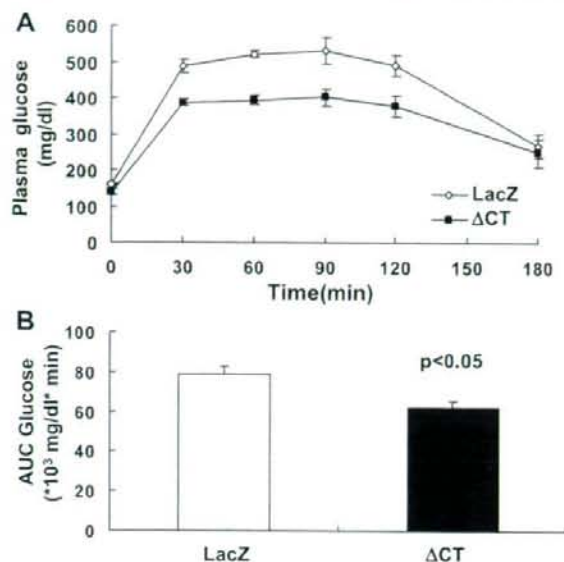 A
600
500
400
300
200
100
0
Plasma glucose
(mg/dl)
LacZ
ΔCT
0 30 60 90 120 150 180
Time(min)
B
100
80
60
40
20
0
AUC Glucose
(*10³ mg/dl* min)
p<0.05
LacZ ΔCT